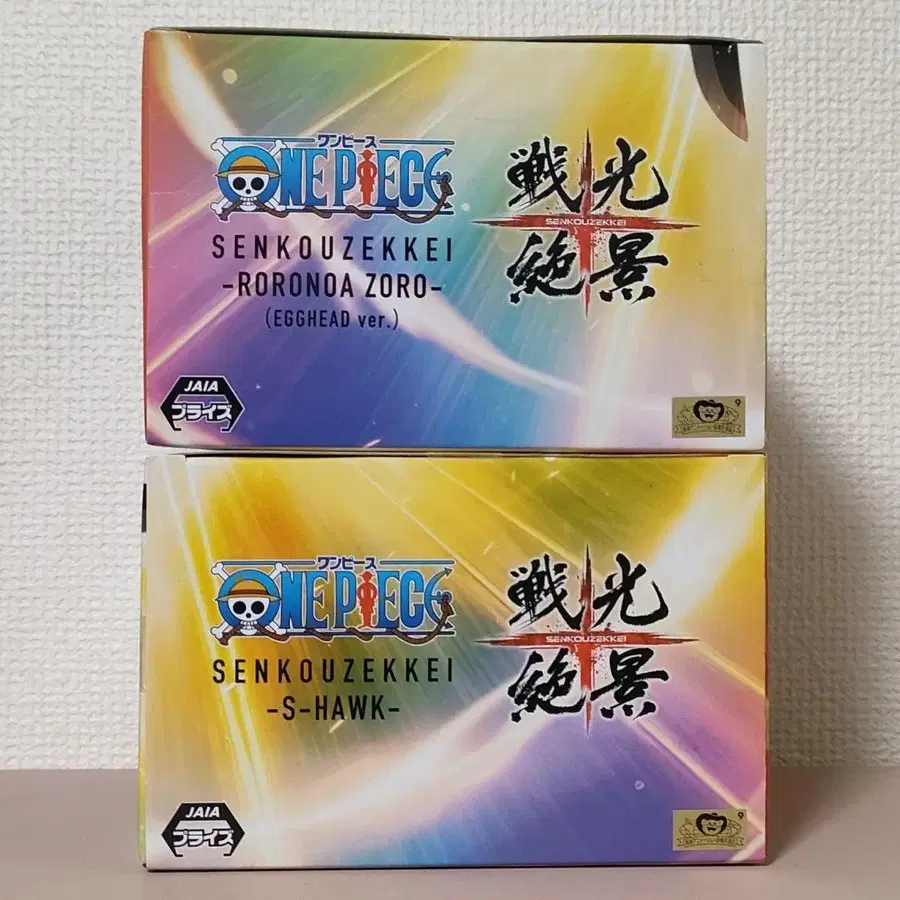 ワンピース
ONE PIECE
SENKOUZEKKEI
-RORONOA ZORO-
(EGGHEAD ver.)
戦光
SENKOUZEKKEI
絶景
JAIA
プライズ
9
ワンピース
ONE PIECE
SENKOUZEKKEI
-S-HAWK-
戦光
SENKOUZEKKEI
絶景
JAIA
プライズ
9